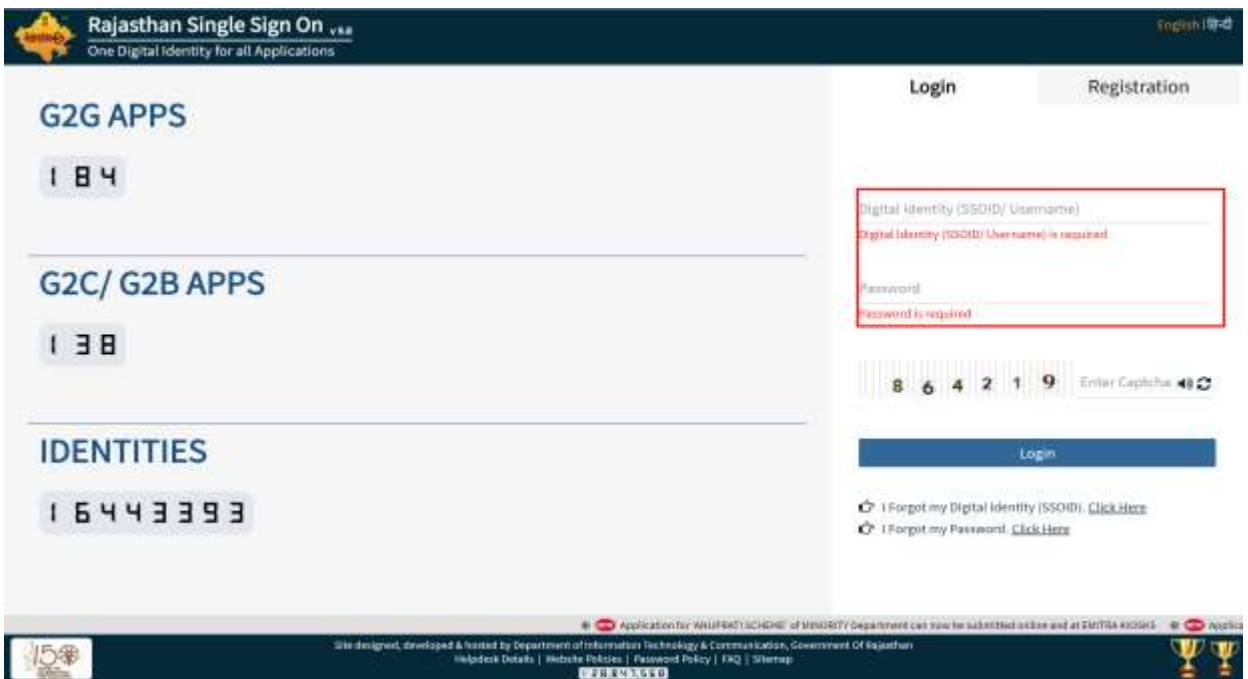 Rajasthan Single Sign On v 9.8
One Digital Identity for all Applications
English | हिन्दी
Login
Registration
G2G APPS
184
Digital Identity (SSOID/ Username)
Digital Identity (SSOID/ Username) is required
G2C/ G2B APPS
Password
Password is required
138
8 6 4 2 1 9
Enter Captcha
IDENTITIES
Login
16443393
I Forgot my Digital Identity (SSOID). Click Here
I Forgot my Password. Click Here
Application for 'ANUPRATI SCHEME' of MINORITY Department can now be submitted online and at EMITRA KIOSKS
Site designed, developed & hosted by Department of Information Technology & Communication, Government Of Rajasthan
Helpdesk Details | Website Policies | Password Policy | FAQ | Sitemap